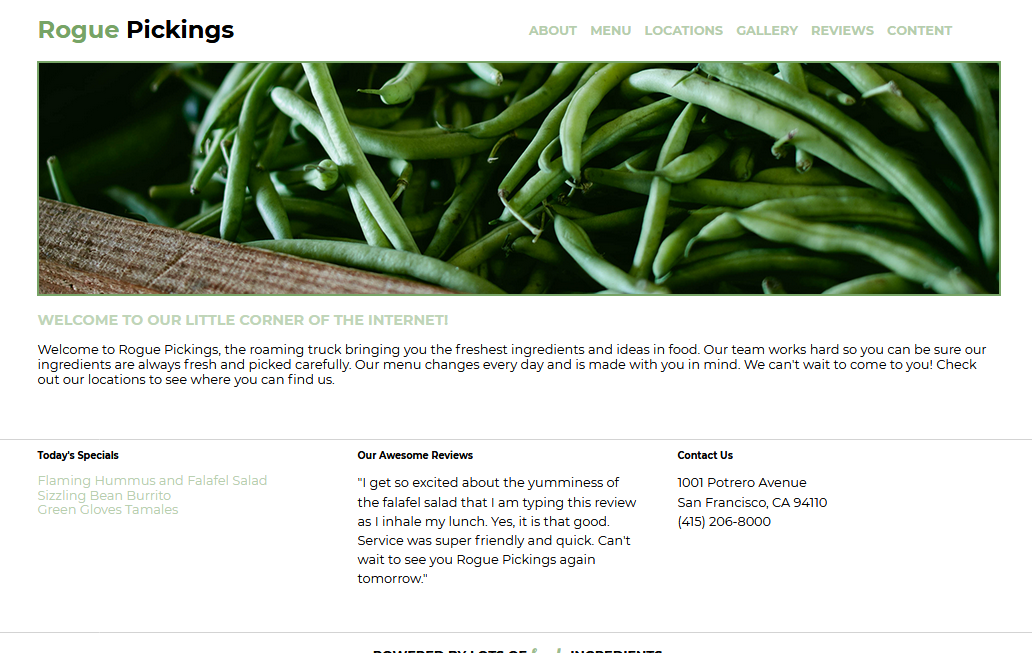 Rogue Pickings
ABOUT MENU LOCATIONS GALLERY REVIEWS CONTENT
WELCOME TO OUR LITTLE CORNER OF THE INTERNET!
Welcome to Rogue Pickings, the roaming truck bringing you the freshest ingredients and ideas in food. Our team works hard so you can be sure our
ingredients are always fresh and picked carefully. Our menu changes every day and is made with you in mind. We can't wait to come to you! Check
out our locations to see where you can find us.
Today's Specials
Flaming Hummus and Falafel Salad
Sizzling Bean Burrito
Green Gloves Tamales
Our Awesome Reviews
"I get so excited about the yumminess of
the falafel salad that I am typing this review
as I inhale my lunch. Yes, it is that good.
Service was super friendly and quick. Can't
wait to see you Rogue Pickings again
tomorrow."
Contact Us
1001 Potrero Avenue
San Francisco, CA 94110
(415) 206-8000
POWERED BY LOTS OF INGREDIENTS